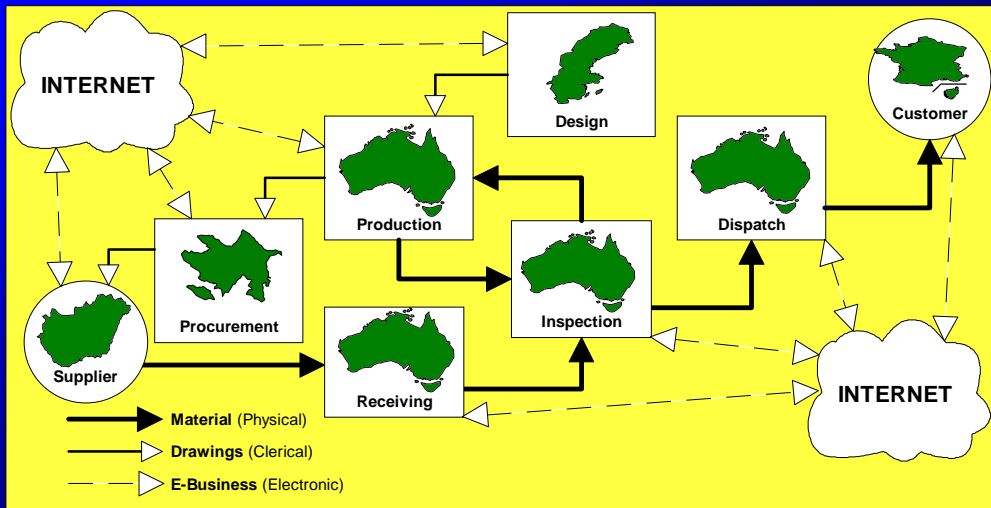 INTERNET
Design
Customer
Production
Dispatch
Procurement
Inspection
Supplier
Receiving
INTERNET
Material (Physical)
Drawings (Clerical)
E-Business (Electronic)